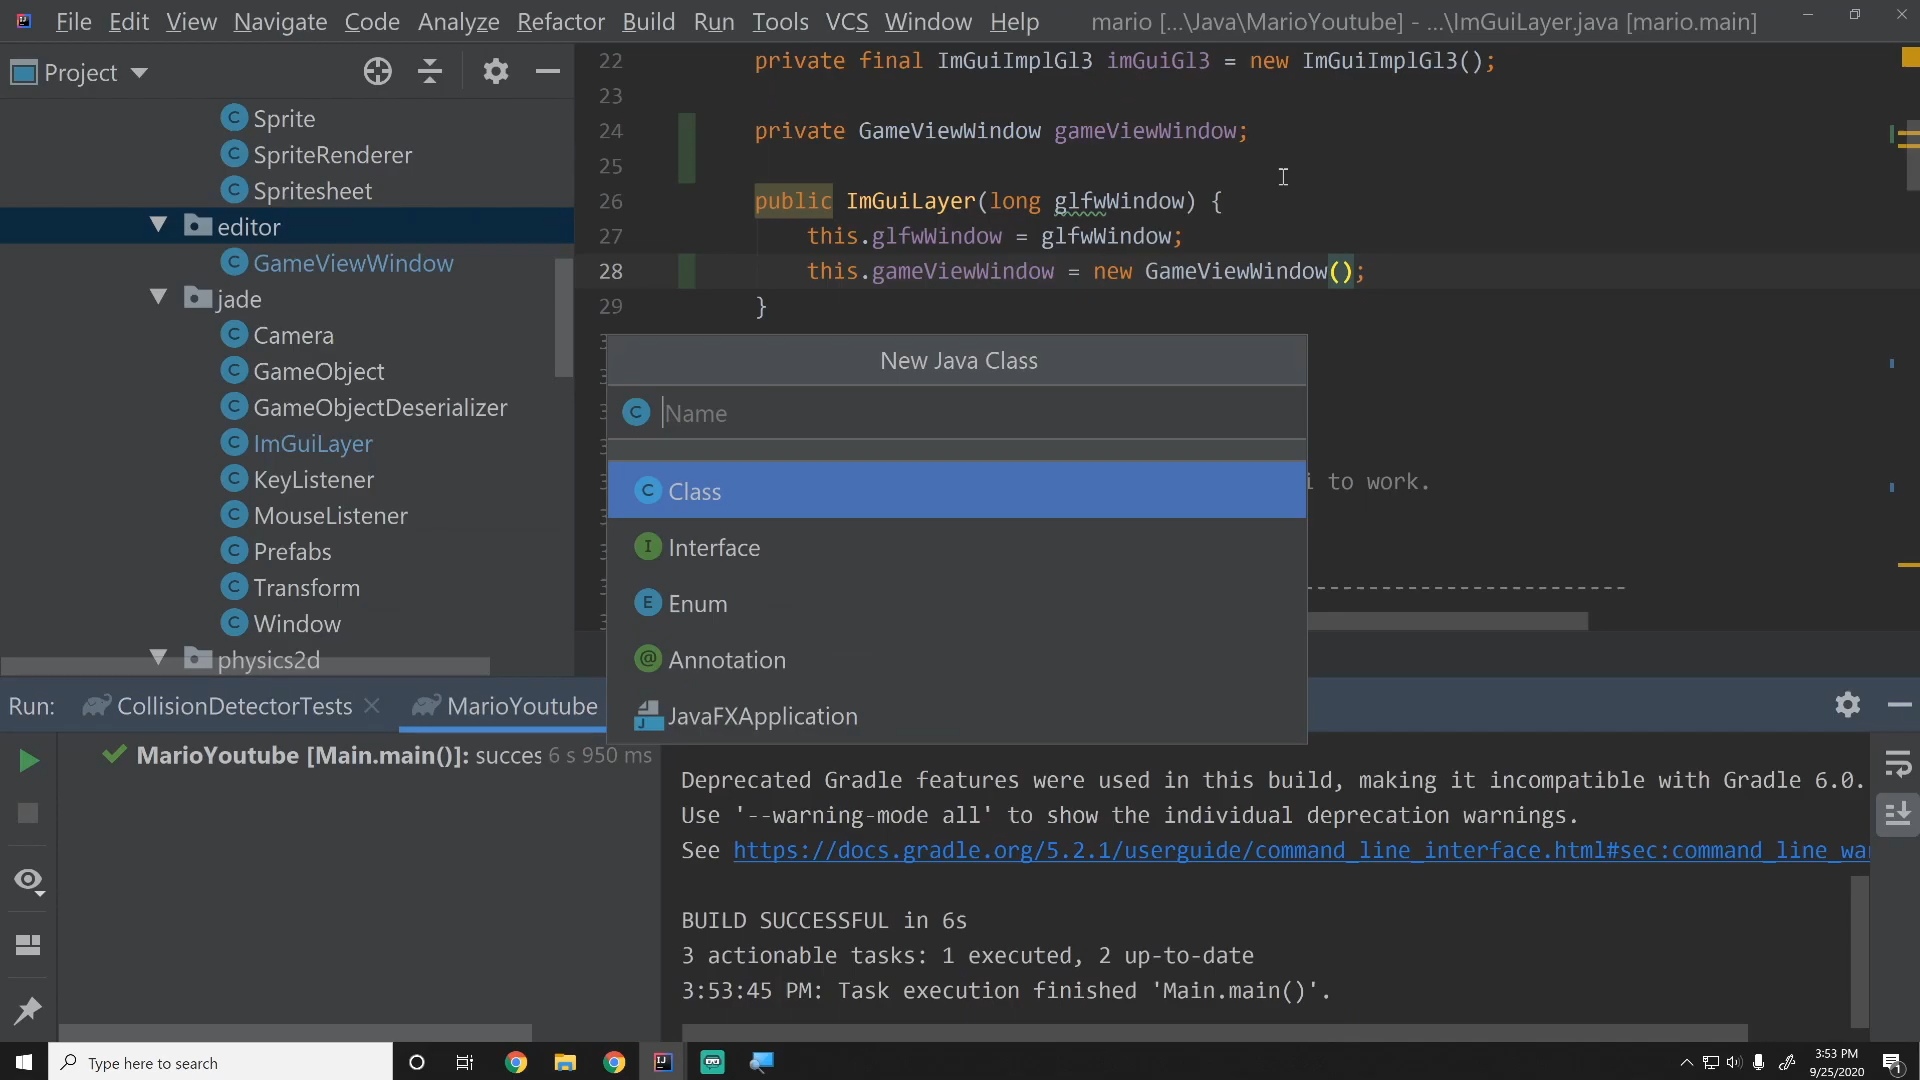 File Edit View Navigate Code Analyze Refactor Build Run Tools VCS Window Help mario [...\Java\MarioYoutube] - ...\ImGuiLayer.java [mario.main]
Project
Sprite
SpriteRenderer
Spritesheet
editor
GameViewWindow
jade
Camera
GameObject
GameObjectDeserializer
ImGuiLayer
KeyListener
MouseListener
Prefabs
Transform
Window
physics2d
22 private final ImGuiImplGl3 imGuiGl3 = new ImGuiImplGl3();
23
24 private GameViewWindow gameViewWindow;
25
26 public ImGuiLayer(long glfwWindow) {
27 this.glfwWindow = glfwWindow;
28 this.gameViewWindow = new GameViewWindow();
29 }
i to work.
-------------------------
New Java Class
Name
C Class
I Interface
E Enum
@ Annotation
J JavaFXApplication
Run: CollisionDetectorTests MarioYoutube
MarioYoutube [Main.main()]: succes 6 s 950 ms
Deprecated Gradle features were used in this build, making it incompatible with Gradle 6.0.
Use '--warning-mode all' to show the individual deprecation warnings.
See https://docs.gradle.org/5.2.1/userguide/command_line_interface.html#sec:command_line_wa
BUILD SUCCESSFUL in 6s
3 actionable tasks: 1 executed, 2 up-to-date
3:53:45 PM: Task execution finished 'Main.main()'.
Type here to search
3:53 PM
9/25/2020
1